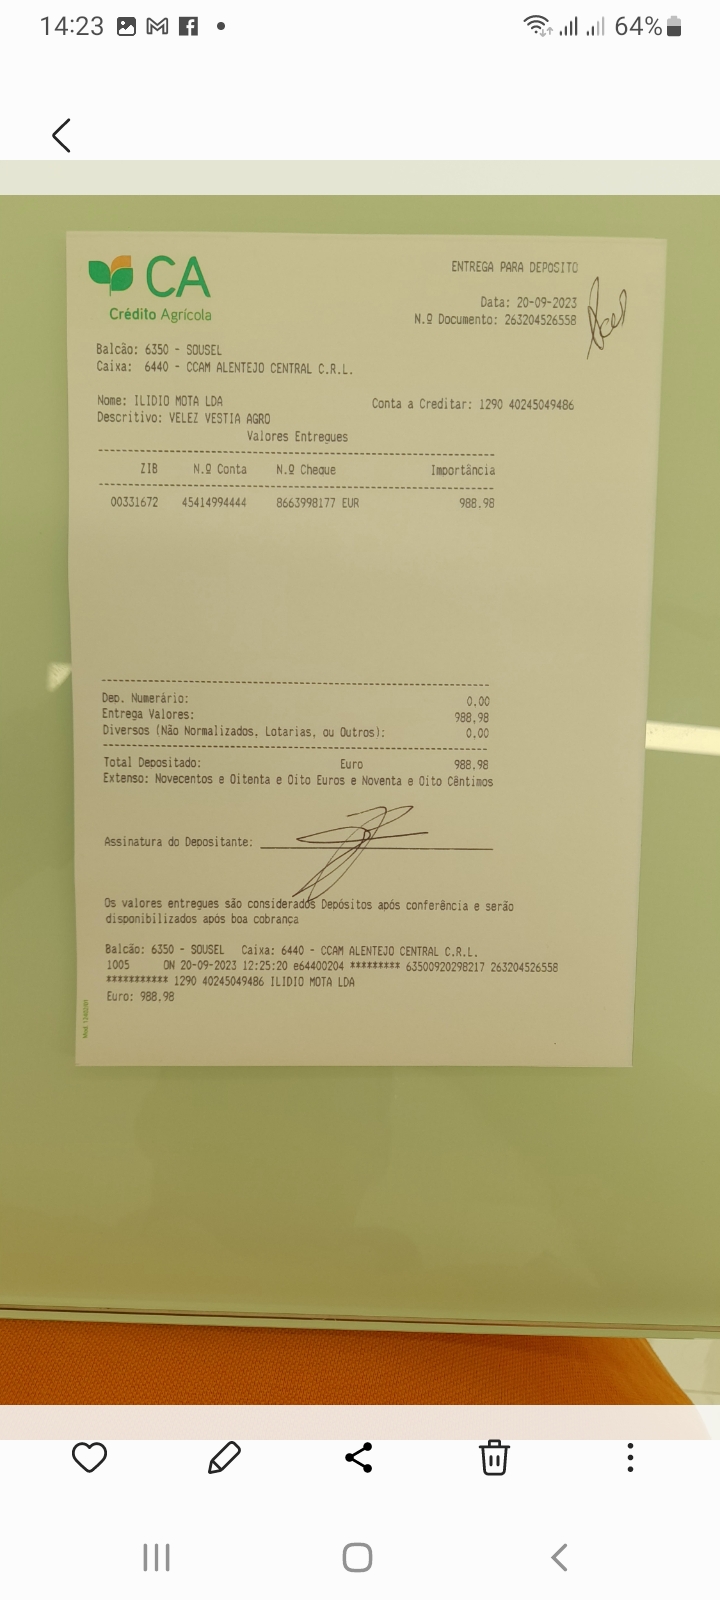 14:23
64%
CA
Crédito Agrícola
ENTREGA PARA DEPOSITO
Data: 20-09-2023
N.º Documento: 263204526558
Balcão: 6350 - SOUSEL
Caixa: 6440 - CCAM ALENTEJO CENTRAL C.R.L.
Nome: ILIDIO MOTA LDA
Conta a Creditar: 1290 40245049486
Descritivo: VELEZ VESTIA AGRO
Valores Entregues
ZIB N.º Conta N.º Cheque Importância
00331672 45414994444 8663998177 EUR 988,98
Dep. Numerário: 0,00
Entrega Valores: 988,98
Diversos (Não Normalizados, Lotarias, ou Outros): 0,00
Total Depositado: Euro 988,98
Extenso: Novecentos e Oitenta e Oito Euros e Noventa e Oito Cêntimos
Assinatura do Depositante:
Os valores entregues são considerados Depósitos após conferência e serão
disponibilizados após boa cobrança
Balcão: 6350 - SOUSEL Caixa: 6440 - CCAM ALENTEJO CENTRAL C.R.L.
1005 ON 20-09-2023 12:25:20 e64400204 ********* 63500920298217 263204526558
*********** 1290 40245049486 ILIDIO MOTA LDA
Euro: 988,98